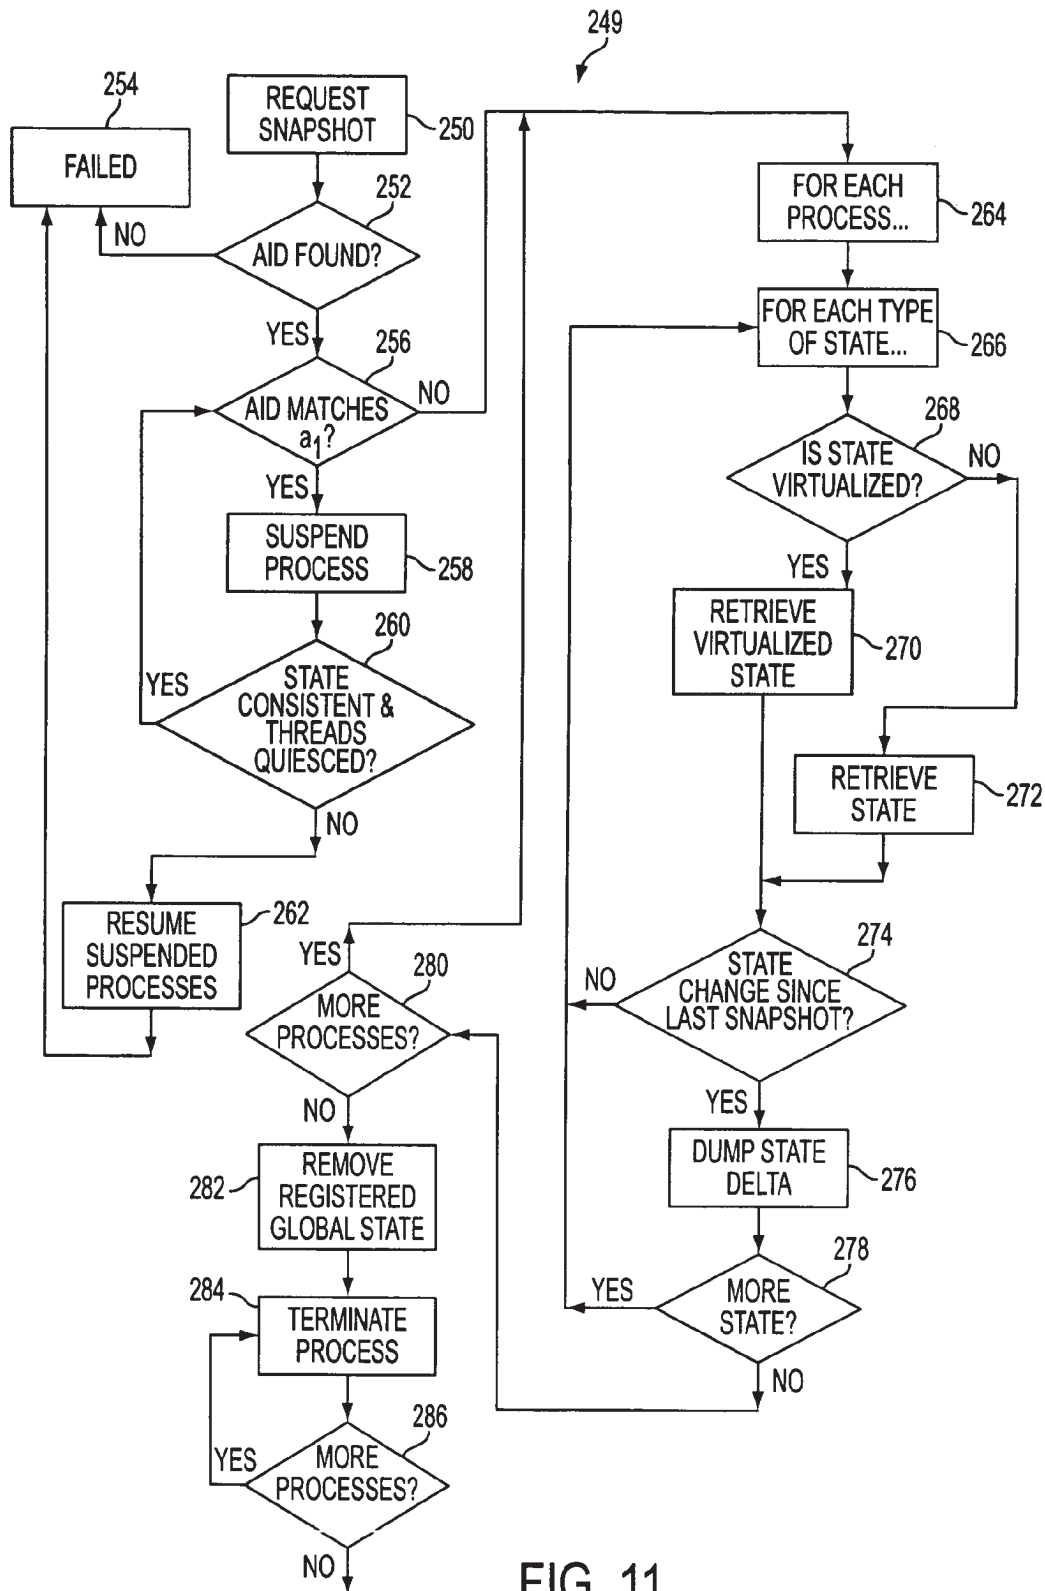 249
254
FAILED
REQUEST
SNAPSHOT
250
252
NO
AID FOUND?
YES
256
AID MATCHES
a1?
NO
YES
SUSPEND
PROCESS
258
260
YES
STATE
CONSISTENT &
THREADS
QUIESCED?
NO
RESUME
SUSPENDED
PROCESSES
262
FOR EACH
PROCESS...
264
FOR EACH TYPE
OF STATE...
266
268
IS STATE
VIRTUALIZED?
NO
YES
RETRIEVE
VIRTUALIZED
STATE
270
RETRIEVE
STATE
272
274
NO
STATE
CHANGE SINCE
LAST SNAPSHOT?
YES
DUMP STATE
DELTA
276
278
YES
MORE
STATE?
NO
YES
280
MORE
PROCESSES?
NO
282
REMOVE
REGISTERED
GLOBAL STATE
284
TERMINATE
PROCESS
286
YES
MORE
PROCESSES?
NO
FIG. 11